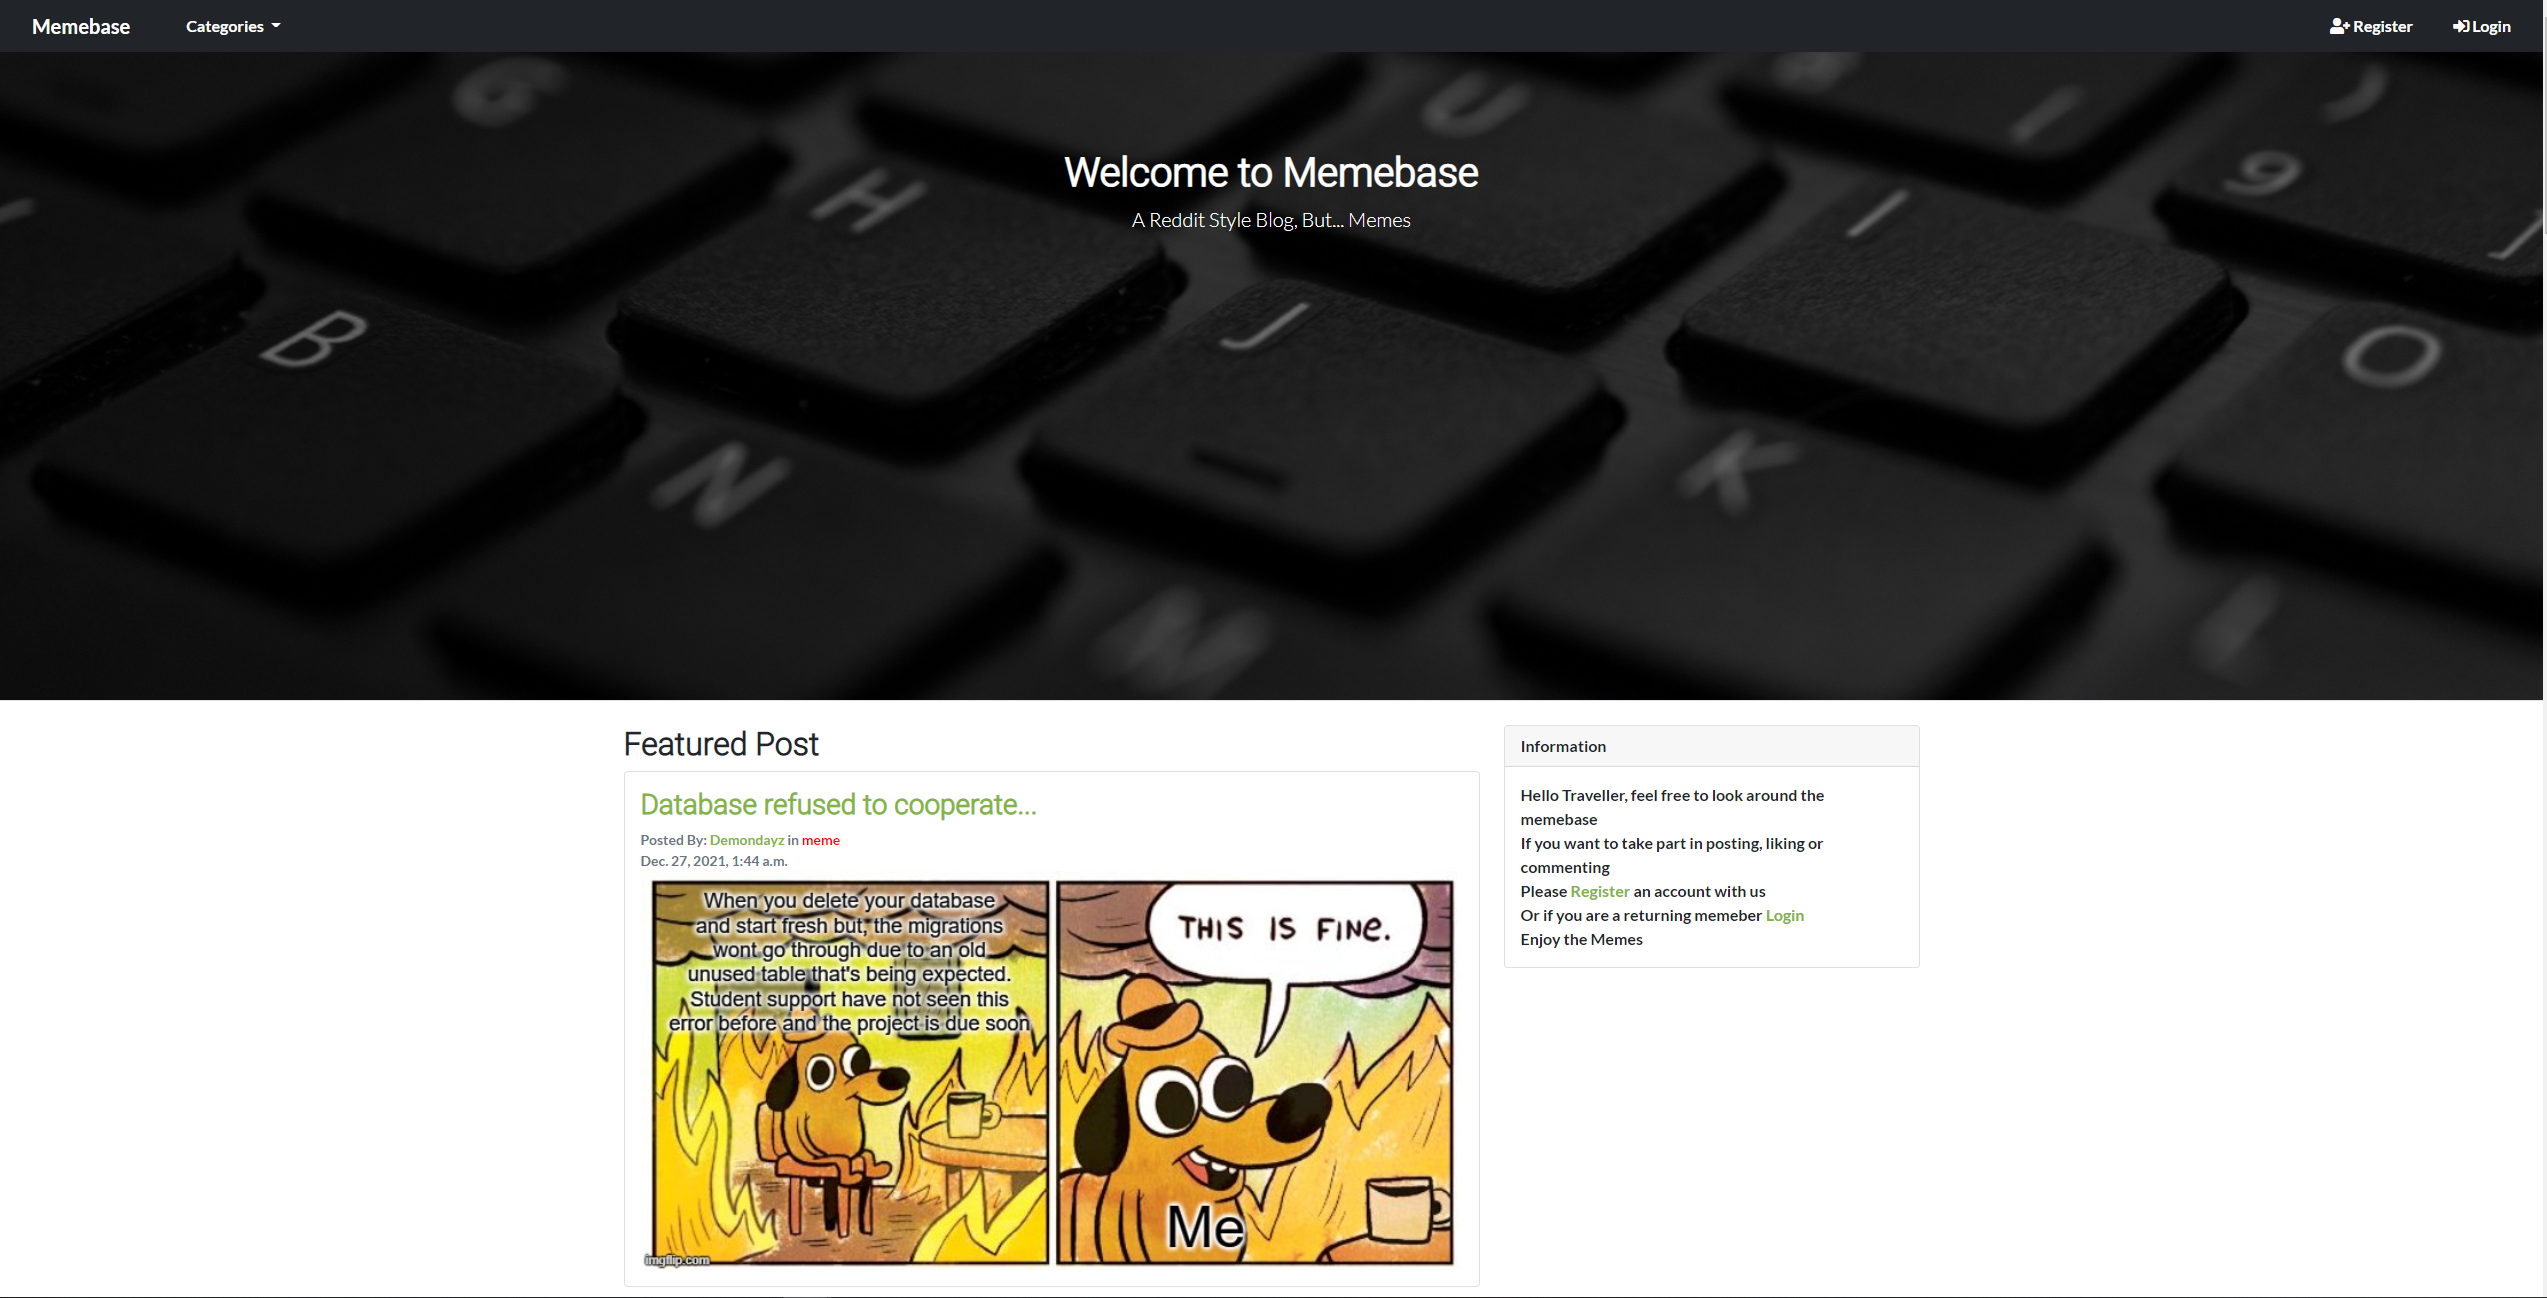 Memebase Categories Register Login
Welcome to Memebase
A Reddit Style Blog, But... Memes
G U 9 H I J O B N K M
Featured Post
Database refused to cooperate...
Posted By: Demondayz in meme
Dec. 27, 2021, 1:44 a.m.
When you delete your database
and start fresh but, the migrations
wont go through due to an old
unused table that's being expected.
Student support have not seen this
error before and the project is due soon
THIS IS FINE.
Me
imgflip.com
Information
Hello Traveller, feel free to look around the
memebase
If you want to take part in posting, liking or
commenting
Please Register an account with us
Or if you are a returning memeber Login
Enjoy the Memes